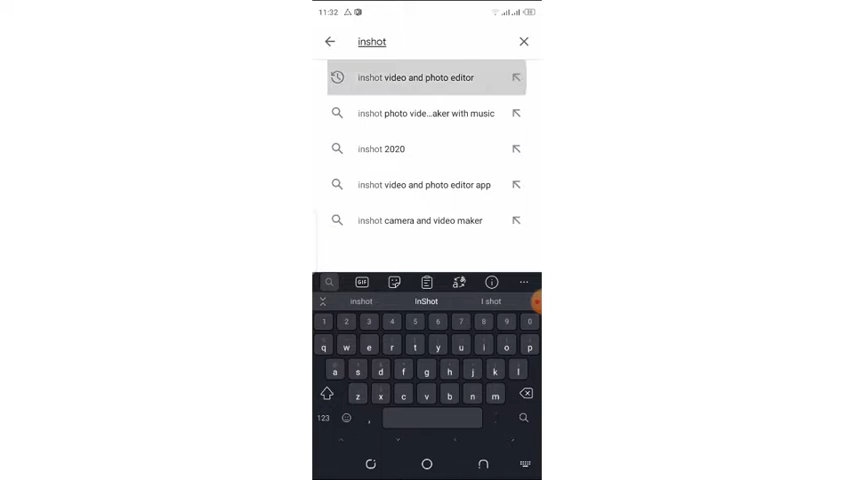 11:32
inshot
inshot video and photo editor
inshot photo vide...aker with music
inshot 2020
inshot video and photo editor app
inshot camera and video maker
GIF
inshot InShot I shot
1 2 3 4 5 6 7 8 9 0
q w e r t y u i o p
a s d f g h j k l
z x c v b n m
123 ,